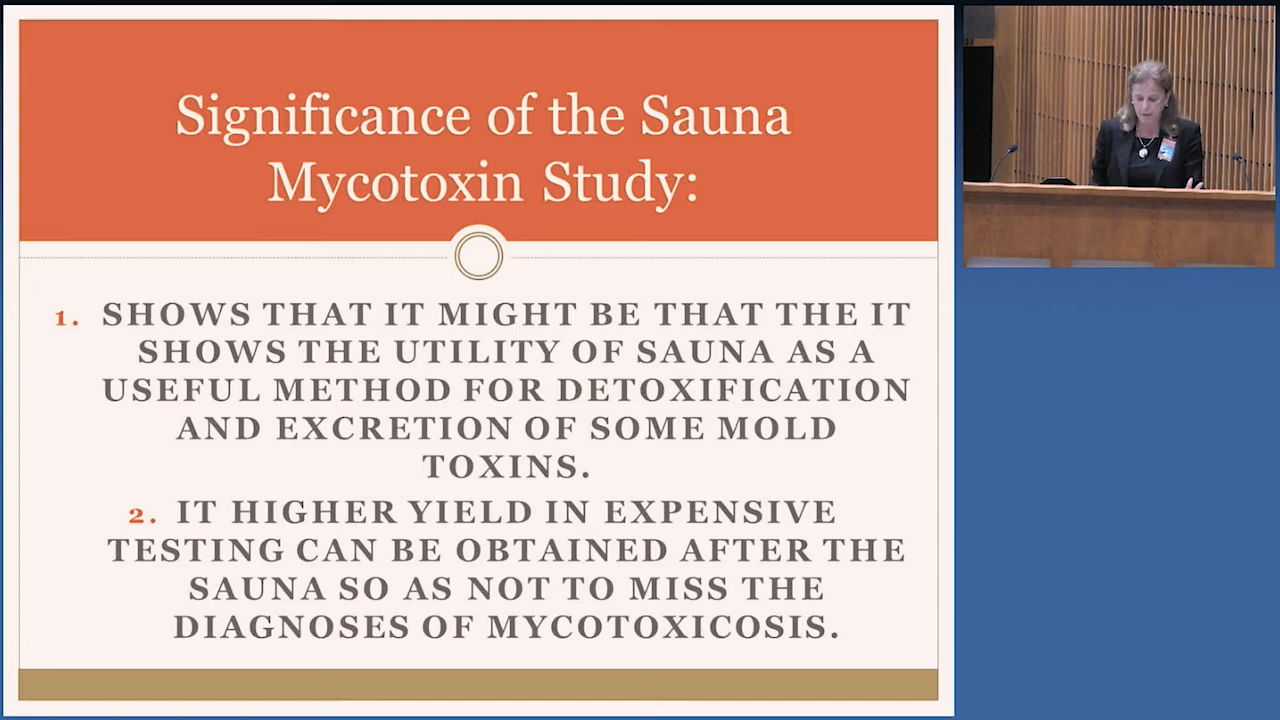 Significance of the Sauna
Mycotoxin Study:
1. SHOWS THAT IT MIGHT BE THAT THE IT
SHOWS THE UTILITY OF SAUNA AS A
USEFUL METHOD FOR DETOXIFICATION
AND EXCRETION OF SOME MOLD
TOXINS.
2. IT HIGHER YIELD IN EXPENSIVE
TESTING CAN BE OBTAINED AFTER THE
SAUNA SO AS NOT TO MISS THE
DIAGNOSES OF MYCOTOXICOSIS.